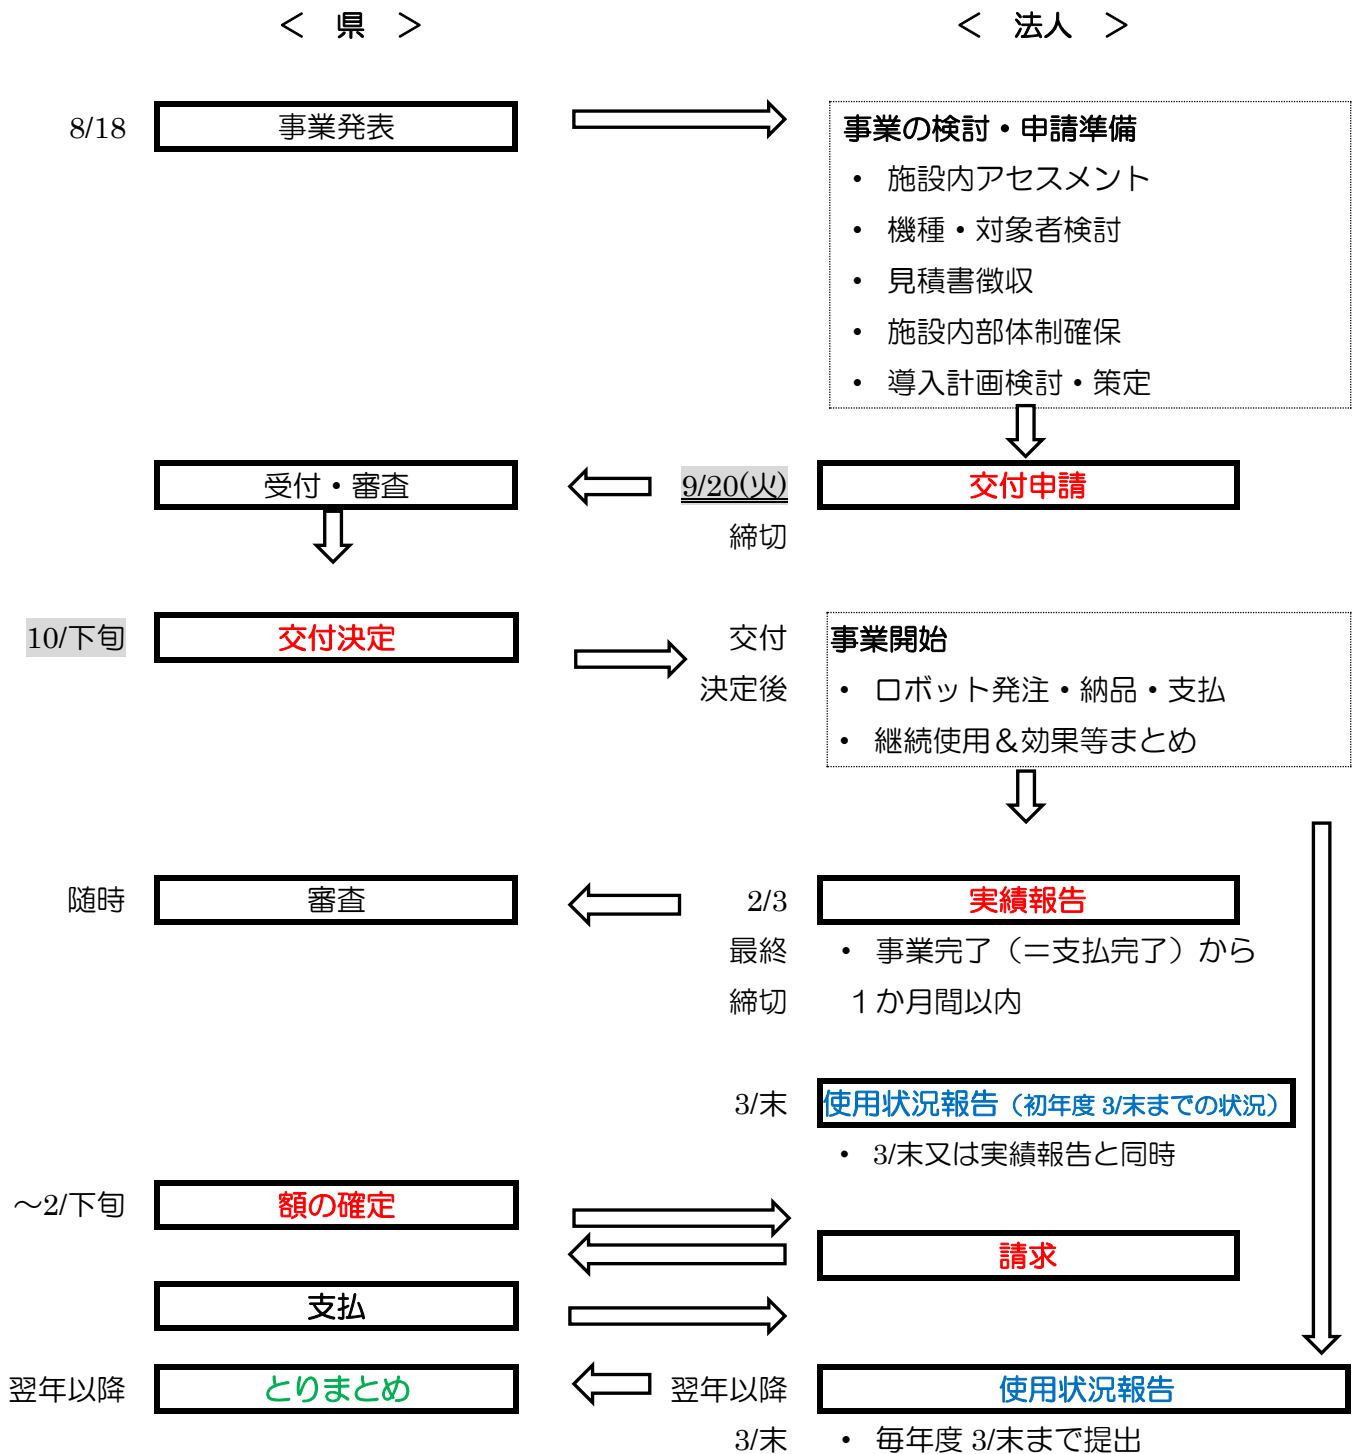 ＜　県　＞　＜　法人　＞
8/18　事業発表　事業の検討・申請準備
・ 施設内アセスメント
・ 機種・対象者検討
・ 見積書徴収
・ 施設内部体制確保
・ 導入計画検討・策定
受付・審査　9/20(火)　交付申請
締切
10/下旬　交付決定　交付　事業開始
決定後　・ ロボット発注・納品・支払
・ 継続使用＆効果等まとめ
随時　審査　2/3　実績報告
最終　・ 事業完了（＝支払完了）から
締切　１か月間以内
3/末　使用状況報告（初年度 3/末までの状況）
・ 3/末又は実績報告と同時
～2/下旬　額の確定
請求
支払
翌年以降　とりまとめ　翌年以降　使用状況報告
3/末　・ 毎年度 3/末まで提出